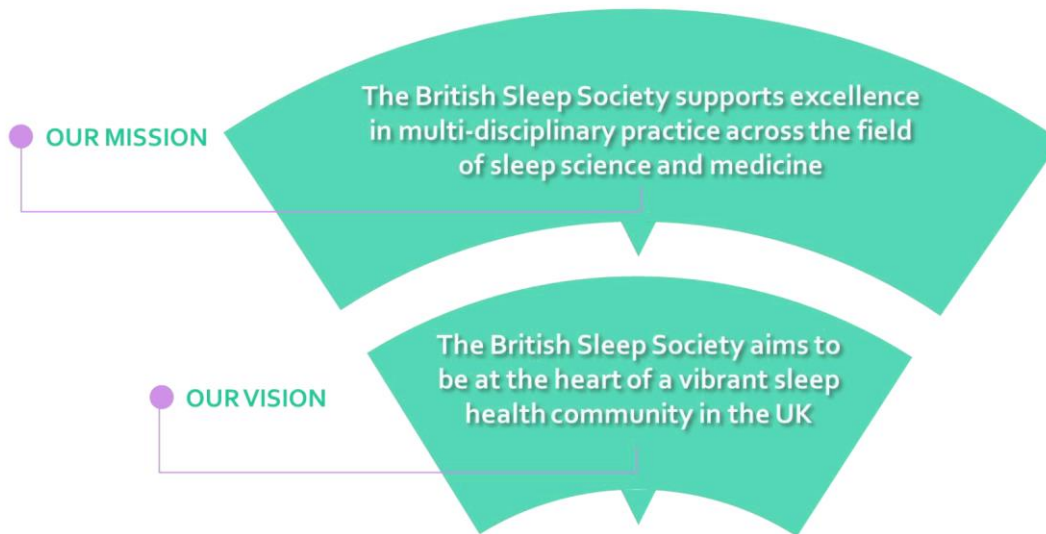 OUR MISSION
The British Sleep Society supports excellence
in multi-disciplinary practice across the field
of sleep science and medicine
OUR VISION
The British Sleep Society aims to
be at the heart of a vibrant sleep
health community in the UK